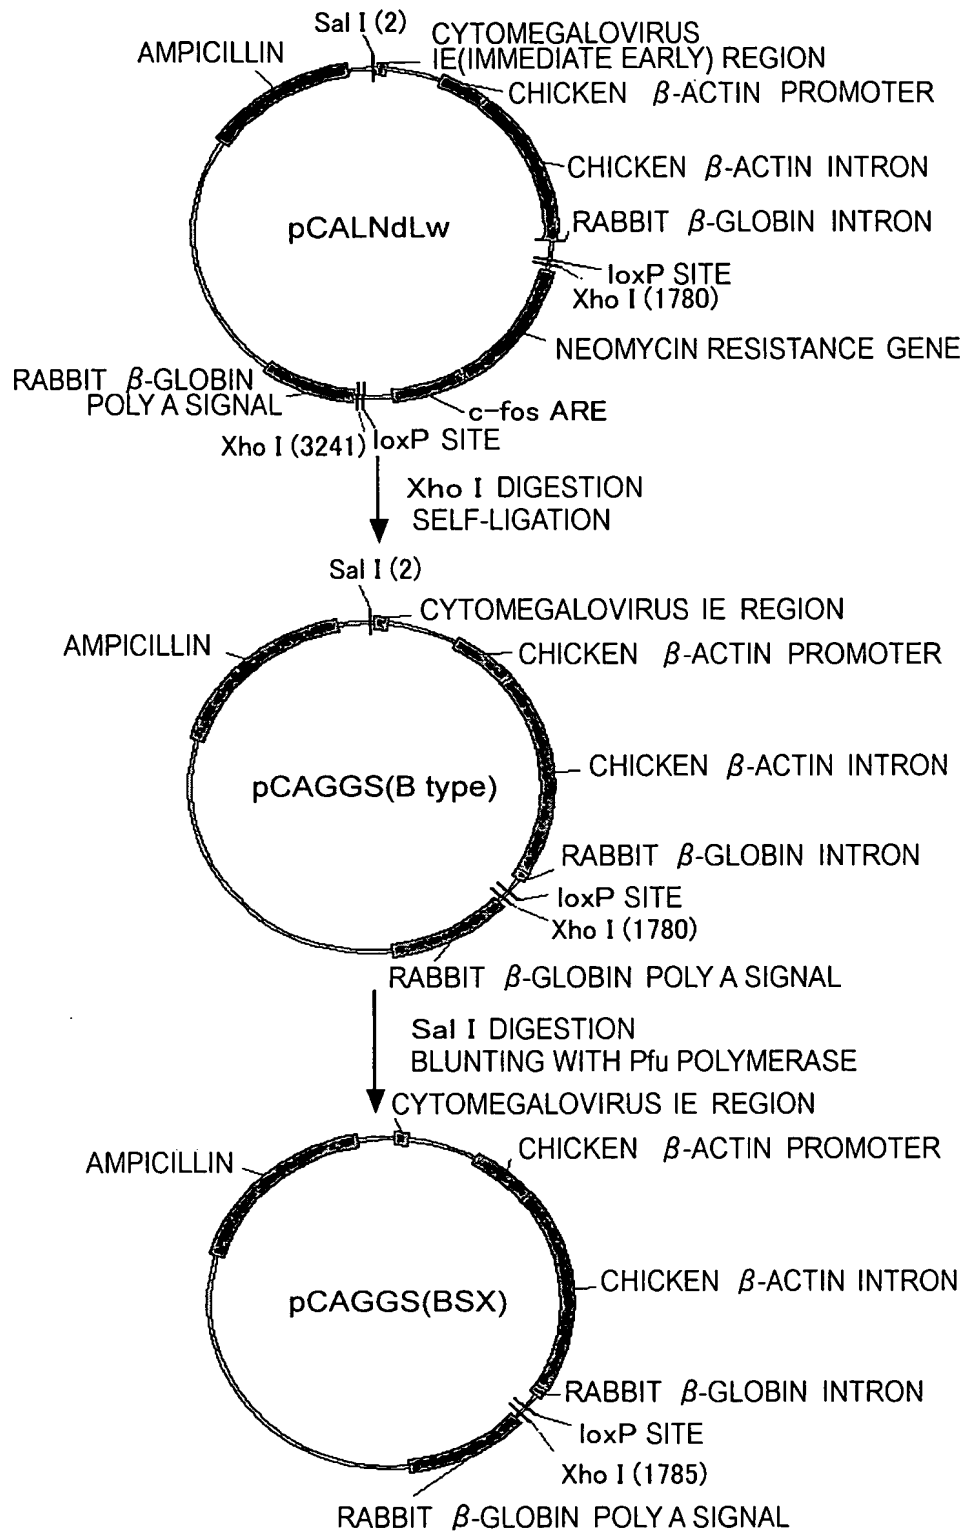 Sal I (2)
CYTOMEGALOVIRUS
IE(IMMEDIATE EARLY) REGION
AMPICILLIN
CHICKEN β-ACTIN PROMOTER
CHICKEN β-ACTIN INTRON
RABBIT β-GLOBIN INTRON
pCALNdLw
loxP SITE
Xho I (1780)
NEOMYCIN RESISTANCE GENE
RABBIT β-GLOBIN
POLY A SIGNAL
c-fos ARE
Xho I (3241)
loxP SITE
Xho I DIGESTION
SELF-LIGATION
Sal I (2)
CYTOMEGALOVIRUS IE REGION
AMPICILLIN
CHICKEN β-ACTIN PROMOTER
CHICKEN β-ACTIN INTRON
pCAGGS(B type)
RABBIT β-GLOBIN INTRON
loxP SITE
Xho I (1780)
RABBIT β-GLOBIN POLY A SIGNAL
Sal I DIGESTION
BLUNTING WITH Pfu POLYMERASE
CYTOMEGALOVIRUS IE REGION
CHICKEN β-ACTIN PROMOTER
AMPICILLIN
CHICKEN β-ACTIN INTRON
pCAGGS(BSX)
RABBIT β-GLOBIN INTRON
loxP SITE
Xho I (1785)
RABBIT β-GLOBIN POLY A SIGNAL